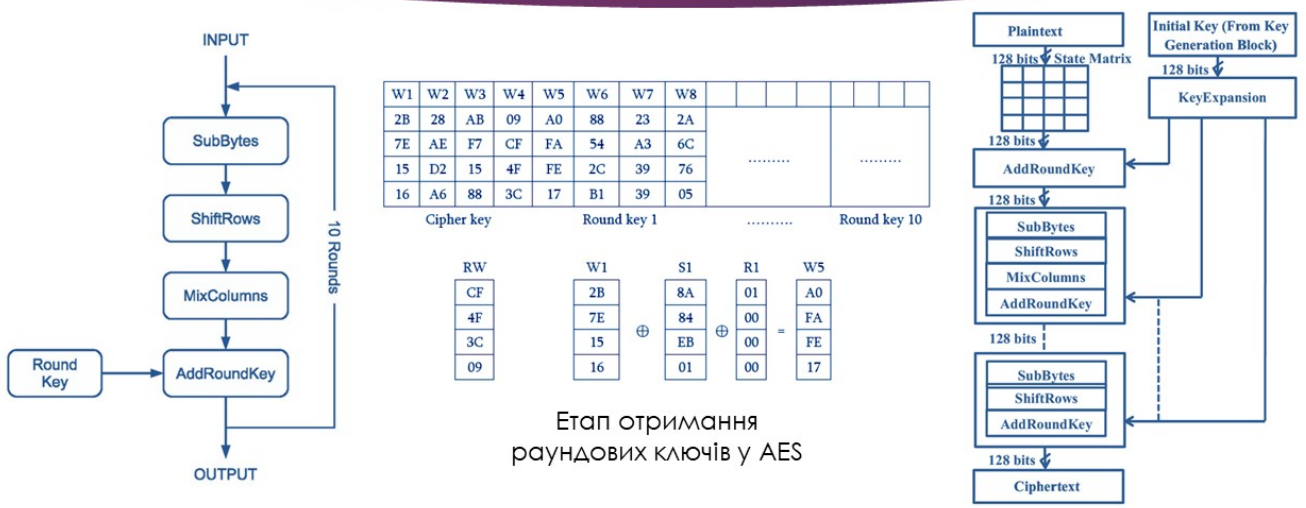 INPUT
SubBytes
ShiftRows
MixColumns
Round
Key
AddRoundKey
10 Rounds
OUTPUT
W1 W2 W3 W4 W5 W6 W7 W8
2B 28 AB 09 A0 88 23 2A
7E AE F7 CF FA 54 A3 6C
15 D2 15 4F FE 2C 39 76
16 A6 88 3C 17 B1 39 05
......... .........
Cipher key Round key 1 .......... Round key 10
RW W1 S1 R1 W5
CF 2B 8A 01 A0
4F 7E 84 00 FA
⊕ ⊕ =
3C 15 EB 00 FE
09 16 01 00 17
Етап отримання
раундових ключів у AES
Plaintext
Initial Key (From Key
Generation Block)
128 bits State Matrix
128 bits
KeyExpansion
128 bits
AddRoundKey
128 bits
SubBytes
ShiftRows
MixColumns
AddRoundKey
128 bits
SubBytes
ShiftRows
AddRoundKey
128 bits
Ciphertext